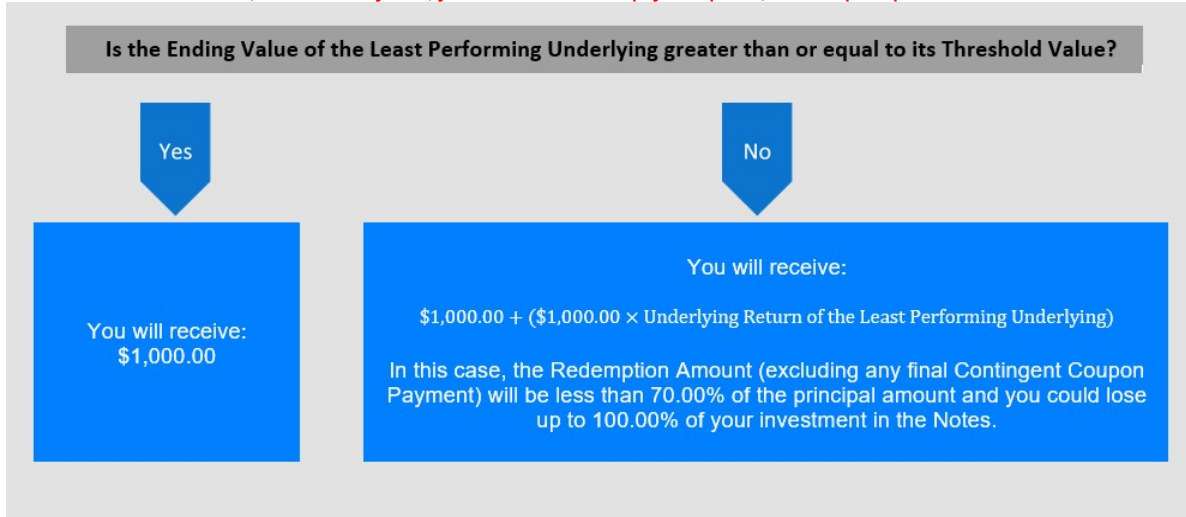 Is the Ending Value of the Least Performing Underlying greater than or equal to its Threshold Value?
Yes
No
You will receive:
$1,000.00
You will receive:
$1,000.00 + ($1,000.00 × Underlying Return of the Least Performing Underlying)
In this case, the Redemption Amount (excluding any final Contingent Coupon
Payment) will be less than 70.00% of the principal amount and you could lose
up to 100.00% of your investment in the Notes.